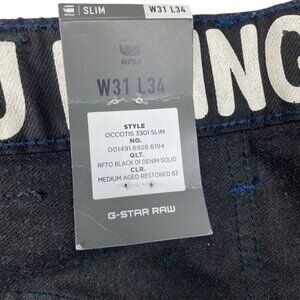 SLIM W31 L34
RAW
W31 L34
STYLE
OCCOTIS 3301 SLIM
NO.
D01491.6928.6194
QLT.
RFTO BLACK 01 DENIM SOLID
CLR.
MEDIUM AGED RESTORED 83
G-STAR RAW